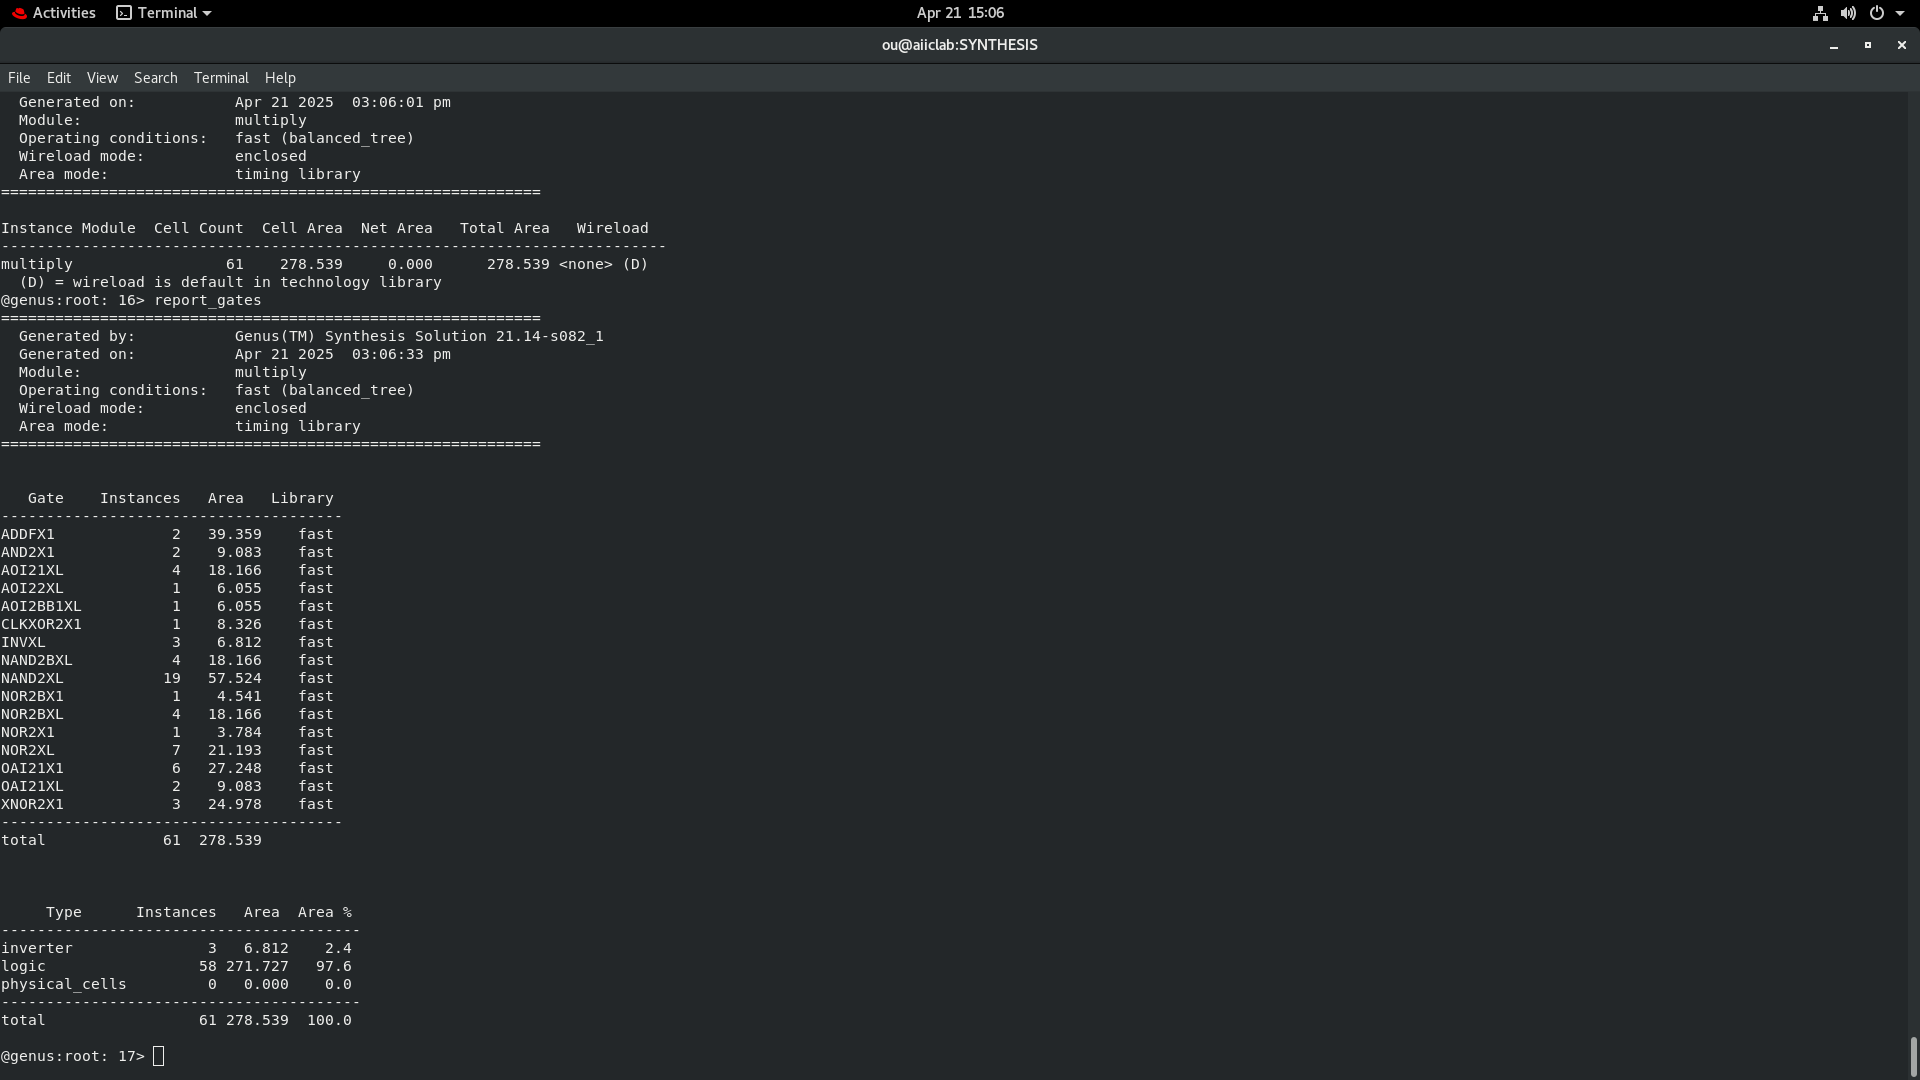 Activities Terminal Apr 21 15:06
ou@aiiclab:SYNTHESIS
File Edit View Search Terminal Help
  Generated on:           Apr 21 2025  03:06:01 pm
  Module:                 multiply
  Operating conditions:   fast (balanced_tree)
  Wireload mode:          enclosed
  Area mode:              timing library
============================================================
Instance Module  Cell Count  Cell Area  Net Area   Total Area   Wireload
--------------------------------------------------------------------------
multiply                 61    278.539     0.000      278.539 <none> (D)
  (D) = wireload is default in technology library
@genus:root: 16> report_gates
============================================================
  Generated by:           Genus(TM) Synthesis Solution 21.14-s082_1
  Generated on:           Apr 21 2025  03:06:33 pm
  Module:                 multiply
  Operating conditions:   fast (balanced_tree)
  Wireload mode:          enclosed
  Area mode:              timing library
============================================================
   Gate    Instances   Area   Library
--------------------------------------
ADDFX1             2   39.359    fast
AND2X1             2    9.083    fast
AOI21XL            4   18.166    fast
AOI22XL            1    6.055    fast
AOI2BB1XL          1    6.055    fast
CLKXOR2X1          1    8.326    fast
INVXL              3    6.812    fast
NAND2BXL           4   18.166    fast
NAND2XL           19   57.524    fast
NOR2BX1            1    4.541    fast
NOR2BXL            4   18.166    fast
NOR2X1             1    3.784    fast
NOR2XL             7   21.193    fast
OAI21X1            6   27.248    fast
OAI21XL            2    9.083    fast
XNOR2X1            3   24.978    fast
--------------------------------------
total             61  278.539
     Type      Instances   Area  Area %
----------------------------------------
inverter               3   6.812    2.4
logic                 58 271.727   97.6
physical_cells         0   0.000    0.0
----------------------------------------
total                 61 278.539  100.0
@genus:root: 17>